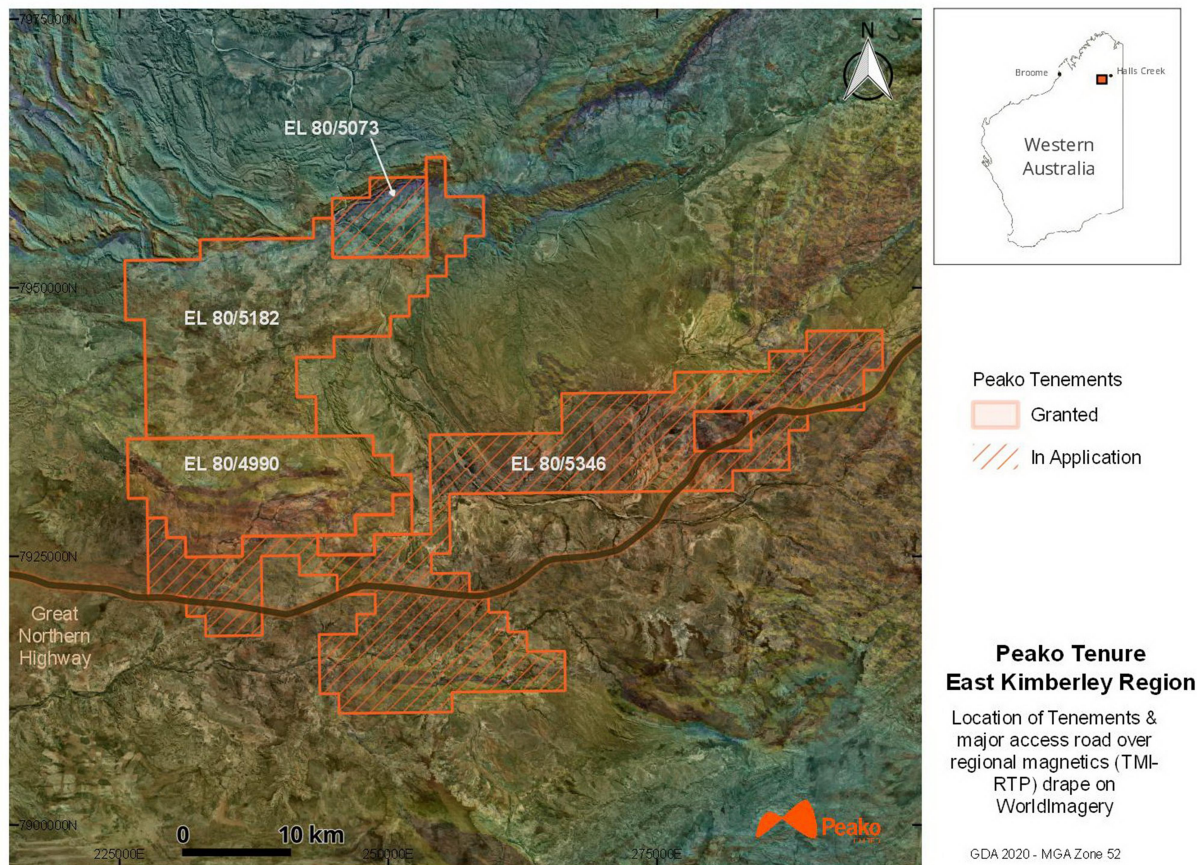 7975000N
N
EL 80/5073
7950000N
EL 80/5182
EL 80/4990
EL 80/5346
7925000N
Great
Northern
Highway
7900000N
0 10 km
225000E
250000E
275000E
Peako
Broome
Halls Creek
Western
Australia
Peako Tenements
Granted
In Application
Peako Tenure
East Kimberley Region
Location of Tenements &
major access road over
regional magnetics (TMI-
RTP) drape on
WorldImagery
GDA 2020 - MGA Zone 52